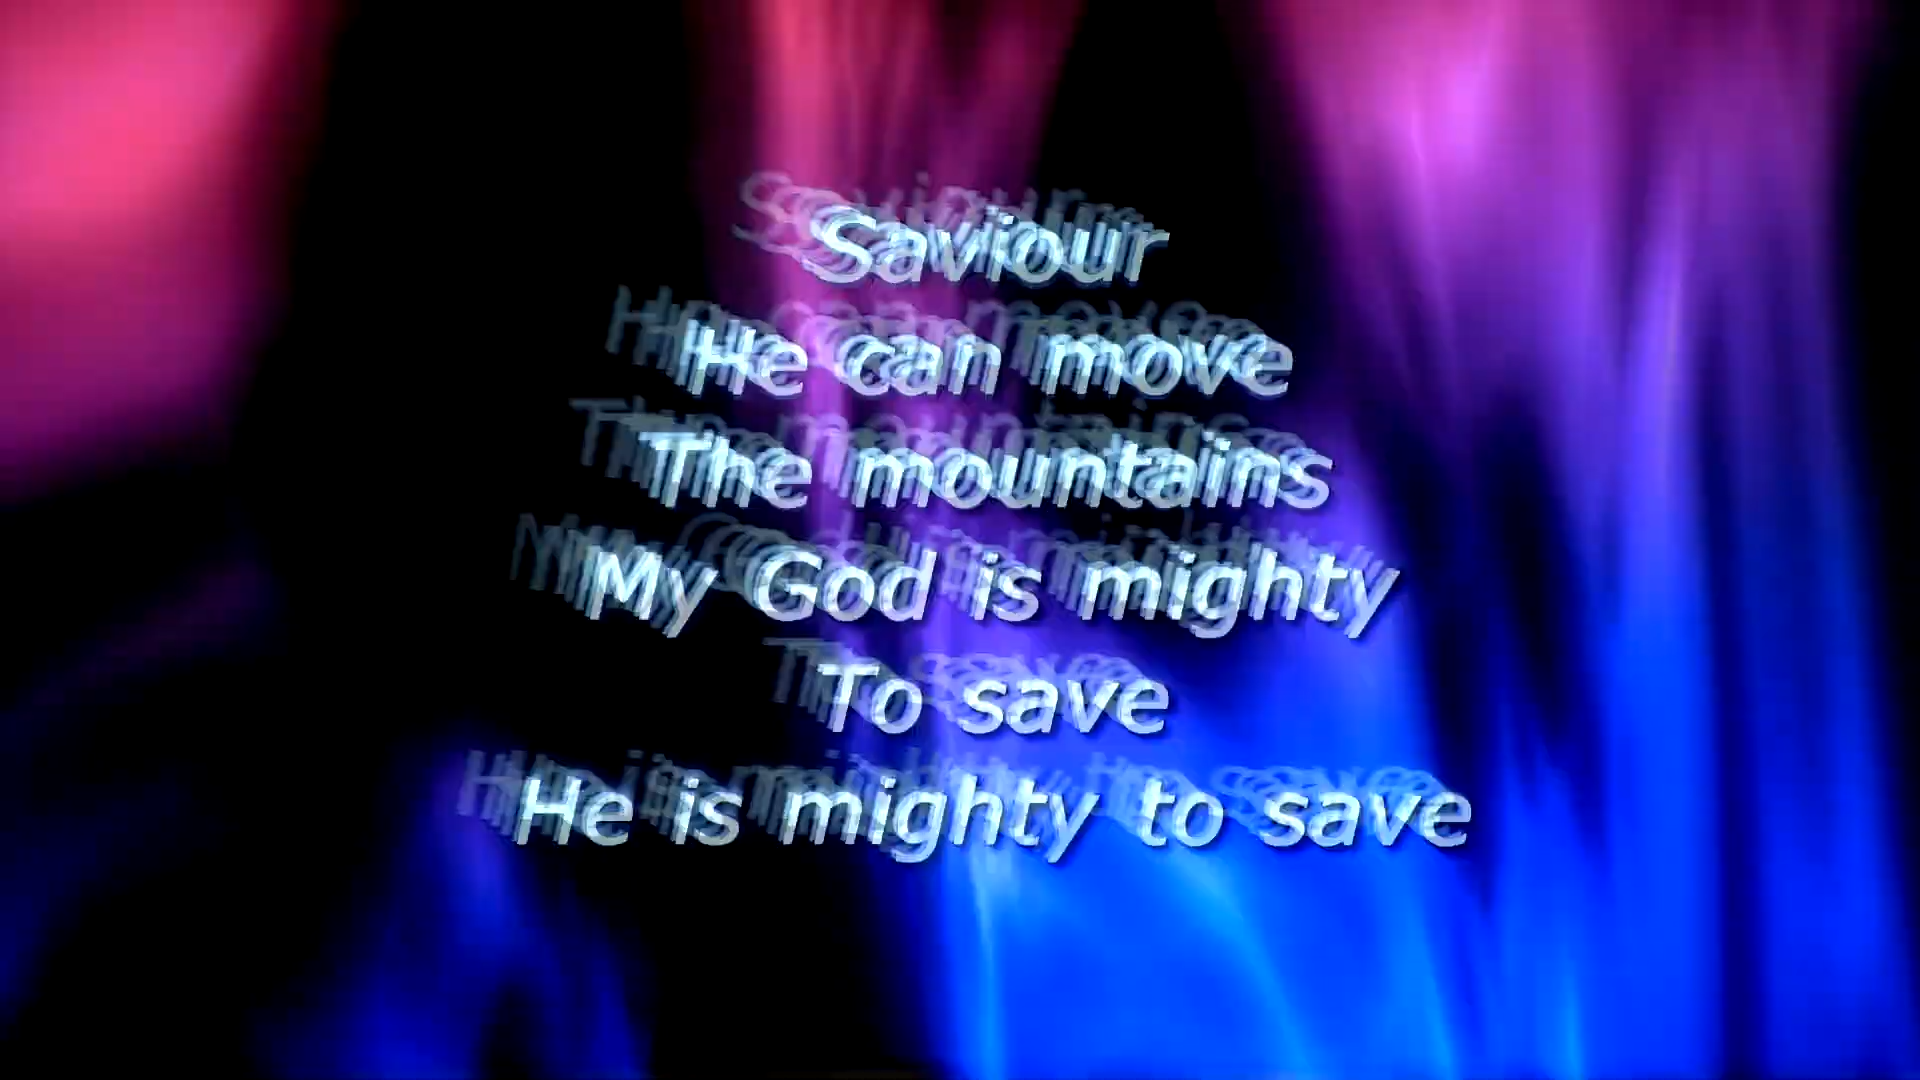 Saviour
He can move
The mountains
My God is mighty
To save
He is mighty to save